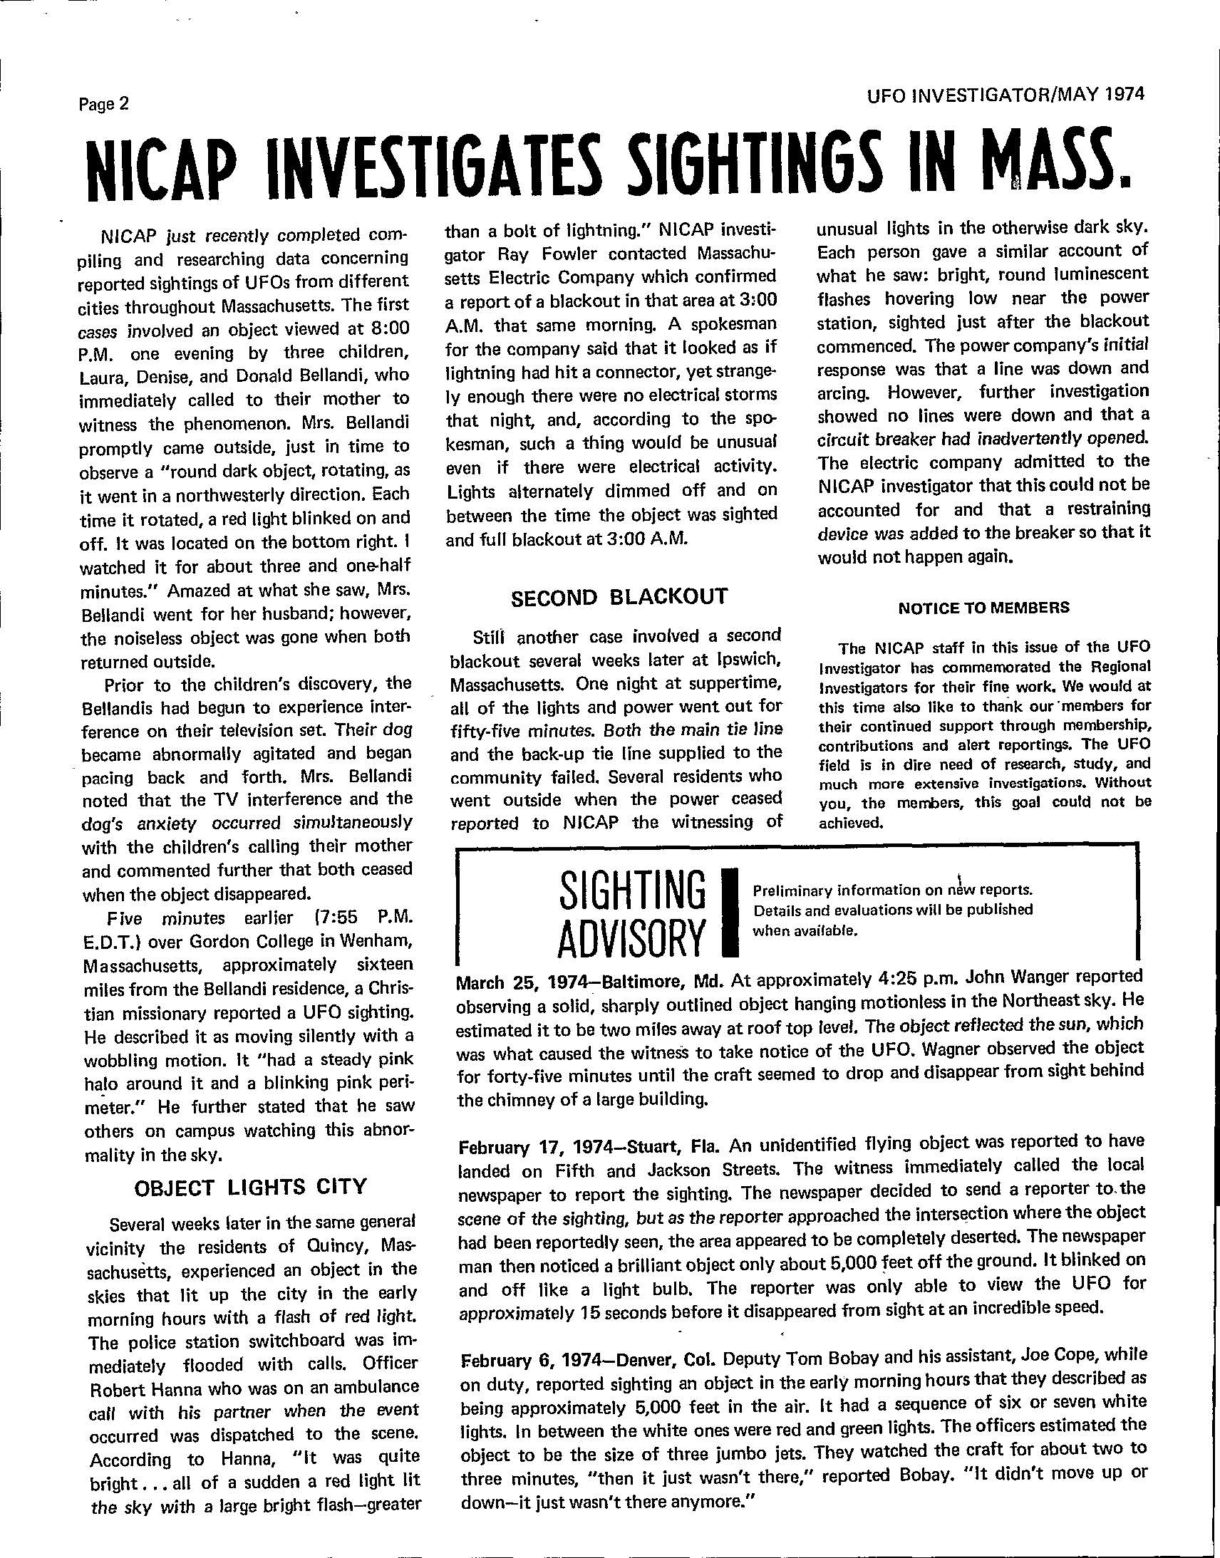 Page 2
UFO INVESTIGATOR/MAY 1974
NICAP INVESTIGATES SIGHTINGS IN MASS.
NICAP just recently completed com-
piling and researching data concerning
reported sightings of UFOs from different
cities throughout Massachusetts. The first
cases involved an object viewed at 8:00
P.M. one evening by three children,
Laura, Denise, and Donald Bellandi, who
immediately called to their mother to
witness the phenomenon. Mrs. Bellandi
promptly came outside, just in time to
observe a "round dark object, rotating, as
it went in a northwesterly direction. Each
time it rotated, a red light blinked on and
off. It was located on the bottom right. I
watched it for about three and one-half
minutes." Amazed at what she saw, Mrs.
Bellandi went for her husband; however,
the noiseless object was gone when both
returned outside.
Prior to the children's discovery, the
Bellandis had begun to experience inter-
ference on their television set. Their dog
became abnormally agitated and began
pacing back and forth. Mrs. Bellandi
noted that the TV interference and the
dog's anxiety occurred simultaneously
with the children's calling their mother
and commented further that both ceased
when the object disappeared.
Five minutes earlier (7:55 P.M.
E.D.T.) over Gordon College in Wenham,
Massachusetts, approximately sixteen
miles from the Bellandi residence, a Chris-
tian missionary reported a UFO sighting.
He described it as moving silently with a
wobbling motion. It "had a steady pink
halo around it and a blinking pink peri-
meter." He further stated that he saw
others on campus watching this abnor-
mality in the sky.
OBJECT LIGHTS CITY
Several weeks later in the same general
vicinity the residents of Quincy, Mas-
sachusetts, experienced an object in the
skies that lit up the city in the early
morning hours with a flash of red light.
The police station switchboard was im-
mediately flooded with calls. Officer
Robert Hanna who was on an ambulance
call with his partner when the event
occurred was dispatched to the scene.
According to Hanna, "It was quite
bright . . . all of a sudden a red light lit
the sky with a large bright flash—greater
than a bolt of lightning." NICAP investi-
gator Ray Fowler contacted Massachu-
setts Electric Company which confirmed
a report of a blackout in that area at 3:00
A.M. that same morning. A spokesman
for the company said that it looked as if
lightning had hit a connector, yet strange-
ly enough there were no electrical storms
that night, and, according to the spo-
kesman, such a thing would be unusual
even if there were electrical activity.
Lights alternately dimmed off and on
between the time the object was sighted
and full blackout at 3:00 A.M.
SECOND BLACKOUT
Still another case involved a second
blackout several weeks later at Ipswich,
Massachusetts. One night at suppertime,
all of the lights and power went out for
fifty-five minutes. Both the main tie line
and the back-up tie line supplied to the
community failed. Several residents who
went outside when the power ceased
reported to NICAP the witnessing of
unusual lights in the otherwise dark sky.
Each person gave a similar account of
what he saw: bright, round luminescent
flashes hovering low near the power
station, sighted just after the blackout
commenced. The power company's initial
response was that a line was down and
arcing. However, further investigation
showed no lines were down and that a
circuit breaker had inadvertently opened.
The electric company admitted to the
NICAP investigator that this could not be
accounted for and that a restraining
device was added to the breaker so that it
would not happen again.
NOTICE TO MEMBERS
The NICAP staff in this issue of the UFO
Investigator has commemorated the Regional
Investigators for their fine work. We would at
this time also like to thank our members for
their continued support through membership,
contributions and alert reportings. The UFO
field is in dire need of research, study, and
much more extensive investigations. Without
you, the members, this goal could not be
achieved.
SIGHTING
ADVISORY
Preliminary information on new reports.
Details and evaluations will be published
when available.
March 25, 1974—Baltimore, Md. At approximately 4:25 p.m. John Wanger reported
observing a solid, sharply outlined object hanging motionless in the Northeast sky. He
estimated it to be two miles away at roof top level. The object reflected the sun, which
was what caused the witness to take notice of the UFO. Wagner observed the object
for forty-five minutes until the craft seemed to drop and disappear from sight behind
the chimney of a large building.
February 17, 1974—Stuart, Fla. An unidentified flying object was reported to have
landed on Fifth and Jackson Streets. The witness immediately called the local
newspaper to report the sighting. The newspaper decided to send a reporter to the
scene of the sighting, but as the reporter approached the intersection where the object
had been reportedly seen, the area appeared to be completely deserted. The newspaper
man then noticed a brilliant object only about 5,000 feet off the ground. It blinked on
and off like a light bulb. The reporter was only able to view the UFO for
approximately 15 seconds before it disappeared from sight at an incredible speed.
February 6, 1974—Denver, Col. Deputy Tom Bobay and his assistant, Joe Cope, while
on duty, reported sighting an object in the early morning hours that they described as
being approximately 5,000 feet in the air. It had a sequence of six or seven white
lights. In between the white ones were red and green lights. The officers estimated the
object to be the size of three jumbo jets. They watched the craft for about two to
three minutes, "then it just wasn't there," reported Bobay. "It didn't move up or
down—it just wasn't there anymore."